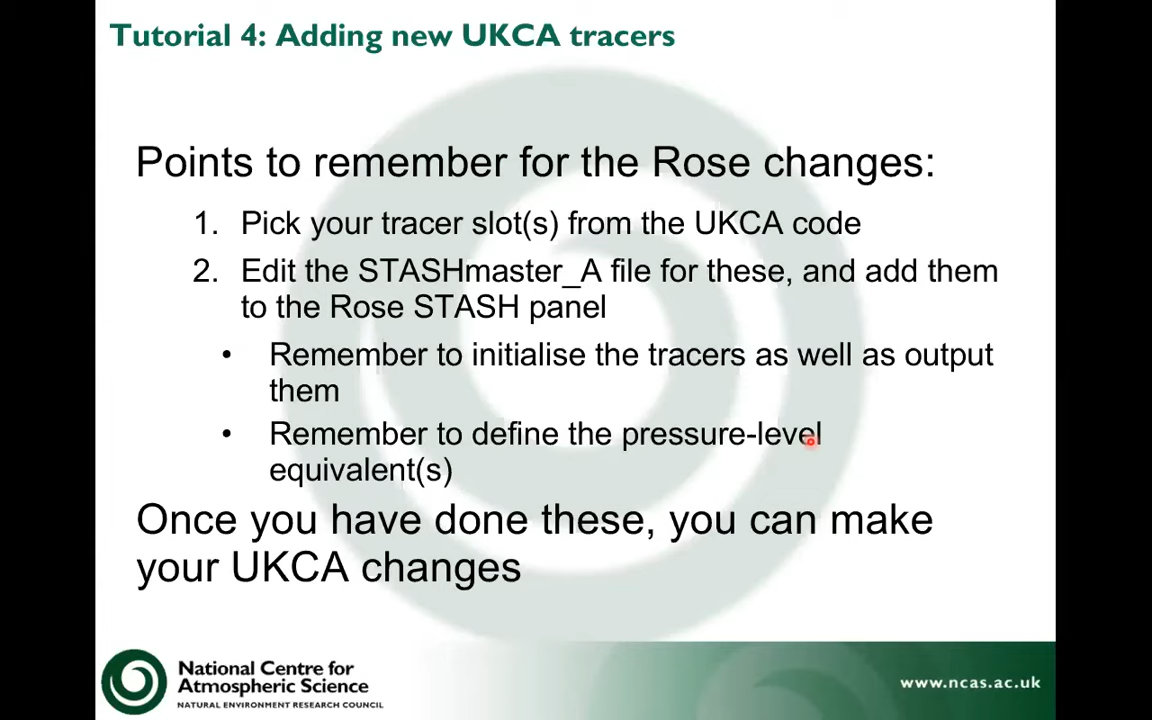 Tutorial 4: Adding new UKCA tracers
Points to remember for the Rose changes:
1. Pick your tracer slot(s) from the UKCA code
2. Edit the STASHmaster_A file for these, and add them
to the Rose STASH panel
• Remember to initialise the tracers as well as output
them
• Remember to define the pressure-level
equivalent(s)
Once you have done these, you can make
your UKCA changes
National Centre for
Atmospheric Science
NATURAL ENVIRONMENT RESEARCH COUNCIL
www.ncas.ac.uk